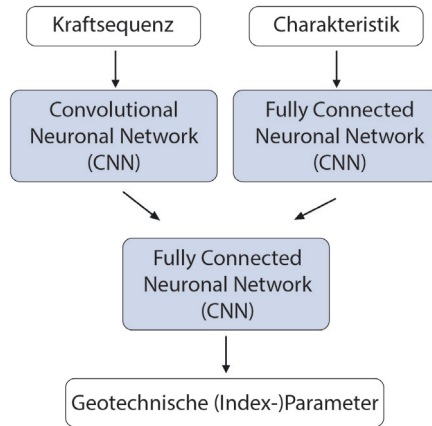 Kraftsequenz
Charakteristik
Convolutional
Neuronal Network
(CNN)
Fully Connected
Neuronal Network
(CNN)
Fully Connected
Neuronal Network
(CNN)
Geotechnische (Index-)Parameter